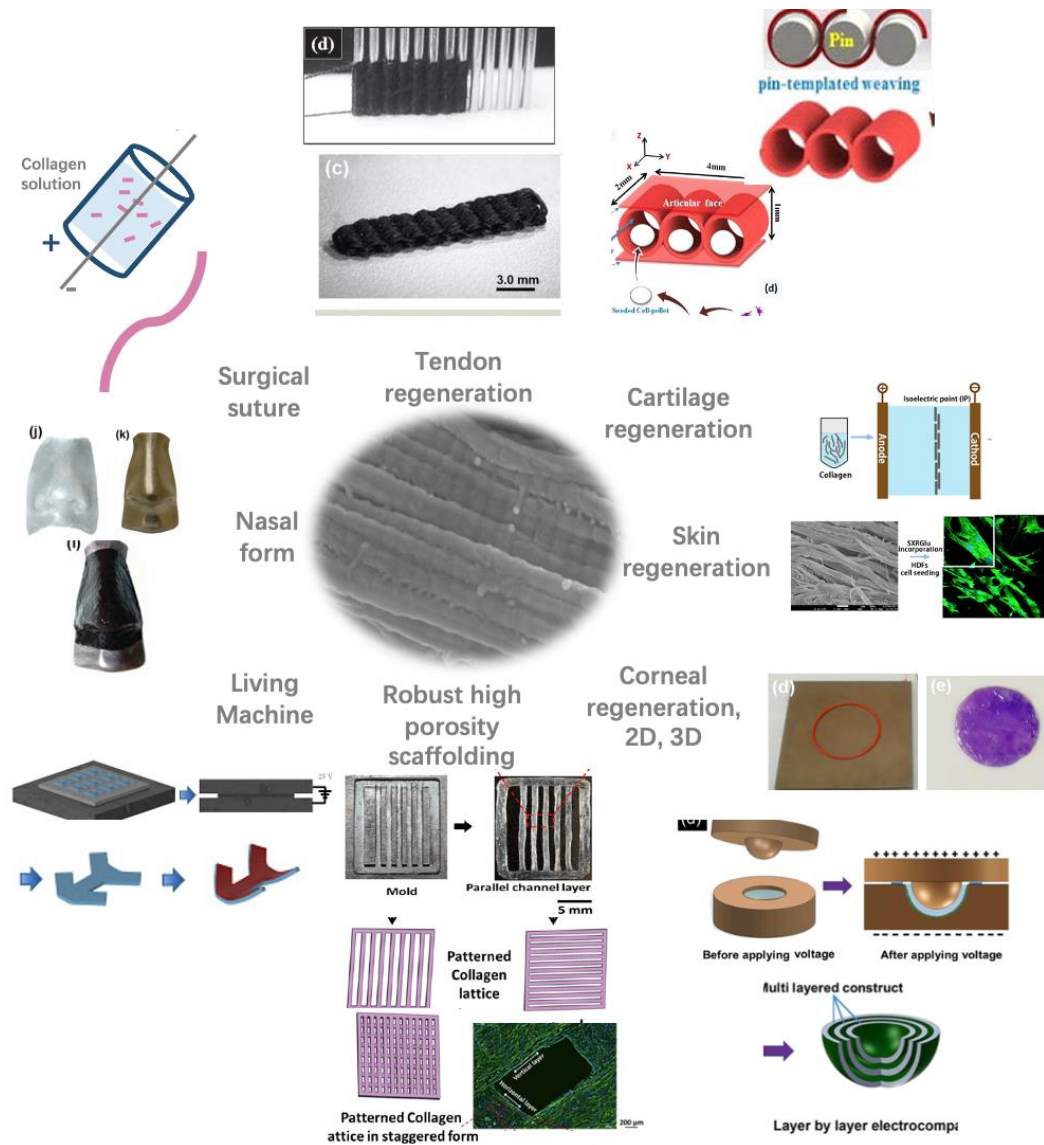 (d)
Pin
pin-templated weaving
Collagen
solution
+
-
(c)
3.0 mm
Z
X
Y
2mm
4mm
1mm
Articular face
(d)
Seeded Cell-pellet
Surgical
suture
Tendon
regeneration
Cartilage
regeneration
Isoelectric point (IP)
Anode
Cathod
Collagen
(j)
(k)
(l)
Nasal
form
Skin
regeneration
SXRGlu
incorporation
HDFs
cell seeding
Living
Machine
Robust high
porosity
scaffolding
Corneal
regeneration,
2D, 3D
(d)
(e)
25 V
Mold
Parallel channel layer
5 mm
Patterned
Collagen
lattice
Vertical layer
Horizontal layer
200 μm
Patterned Collagen
attice in staggered form
(d)
+ + + + + + + + + + +
Before applying voltage
After applying voltage
Multi layered construct
Layer by layer electrocompa